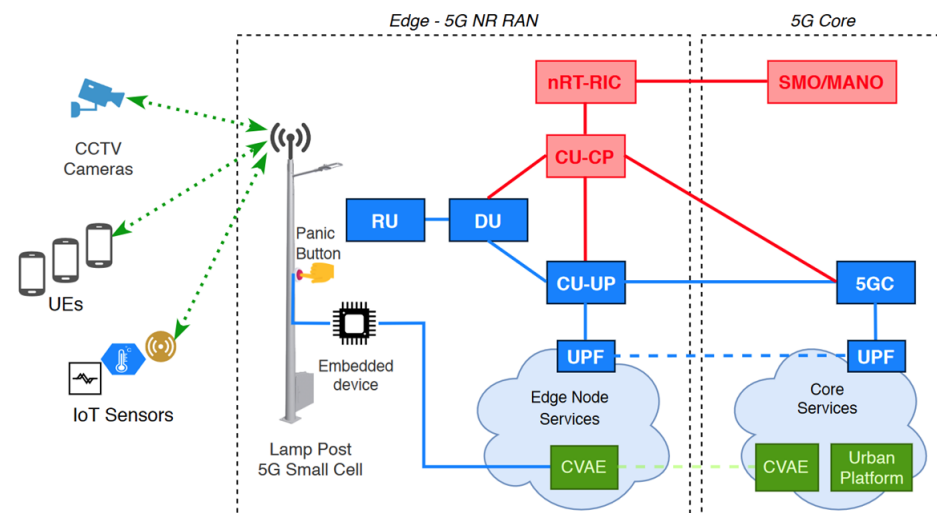 Edge - 5G NR RAN
5G Core
nRT-RIC
SMO/MANO
CCTV
Cameras
CU-CP
RU
DU
Panic
Button
CU-UP
5GC
UEs
UPF
UPF
Embedded
device
Edge Node
Services
Core
Services
°C
IoT Sensors
Lamp Post
5G Small Cell
CVAE
CVAE
Urban
Platform